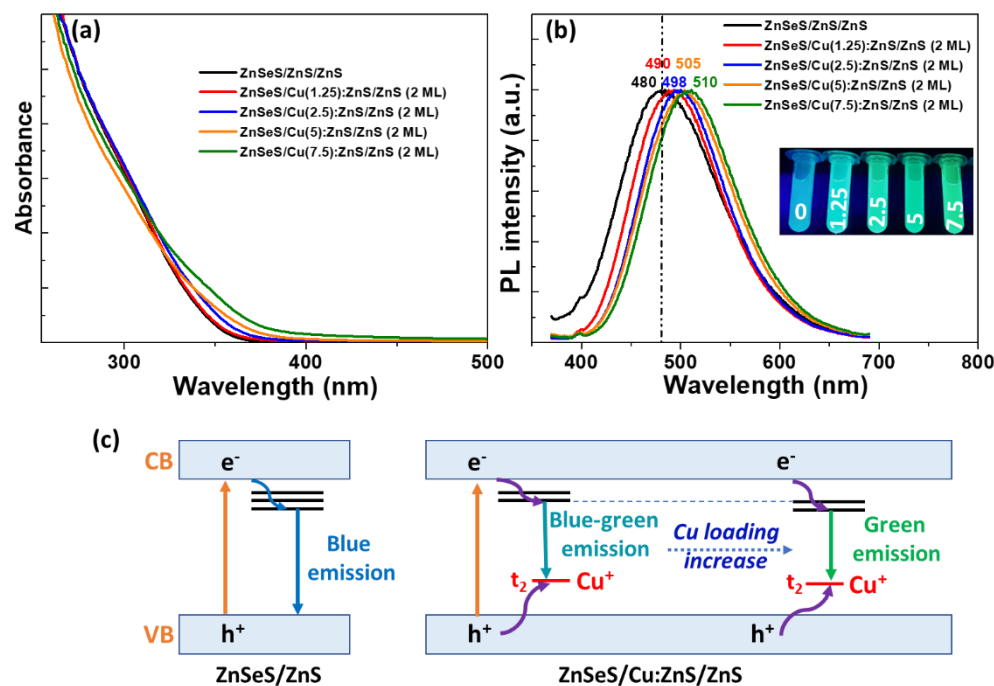 (a)
ZnSeS/ZnS/ZnS
ZnSeS/Cu(1.25):ZnS/ZnS (2 ML)
ZnSeS/Cu(2.5):ZnS/ZnS (2 ML)
ZnSeS/Cu(5):ZnS/ZnS (2 ML)
ZnSeS/Cu(7.5):ZnS/ZnS (2 ML)
Absorbance
300 400 500
Wavelength (nm)
(b)
ZnSeS/ZnS/ZnS
ZnSeS/Cu(1.25):ZnS/ZnS (2 ML)
ZnSeS/Cu(2.5):ZnS/ZnS (2 ML)
ZnSeS/Cu(5):ZnS/ZnS (2 ML)
ZnSeS/Cu(7.5):ZnS/ZnS (2 ML)
490 505
480 498 510
0 1.25 2.5 5 7.5
PL intensity (a.u.)
400 500 600 700 800
Wavelength (nm)
(c)
CB e- e- e-
Blue
emission
Blue-green
emission
Cu loading
increase
Green
emission
t2 Cu+ t2 Cu+
VB h+ h+ h+
ZnSeS/ZnS ZnSeS/Cu:ZnS/ZnS